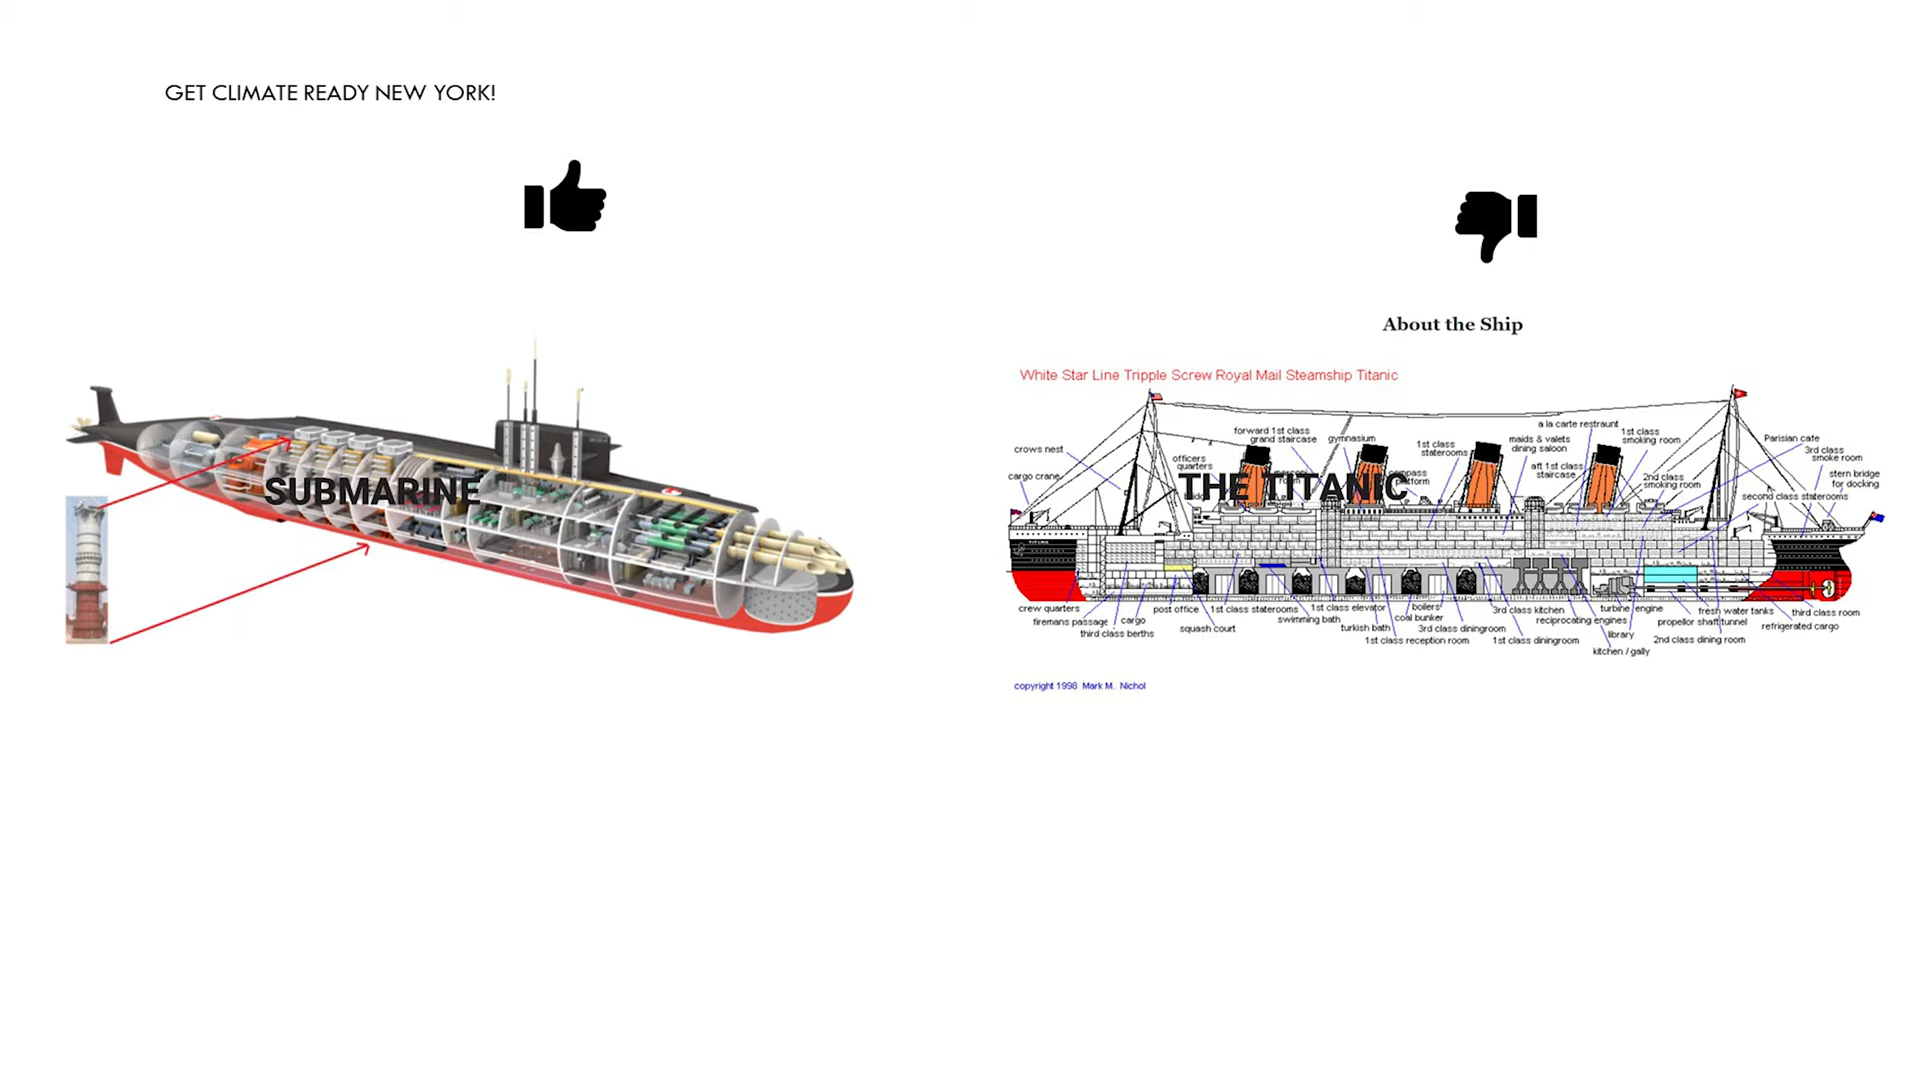 GET CLIMATE READY NEW YORK!
SUBMARINE
About the Ship
White Star Line Tripple Screw Royal Mail Steamship Titanic
THE TITANIC
crows nest
cargo crane
officers
quarters
forward 1st class
grand staircase
gymnasium
platform
1st class
staterooms
maids & valets
dining saloon
a la carte restraunt
aft 1st class
staircase
1st class
smoking room
2nd class
smoking room
Parisian cafe
3rd class
smoke room
stern bridge
for docking
second class staterooms
crew quarters
firemans passage
cargo
third class berths
post office
squash court
1st class staterooms
swimming bath
1st class elevator
turkish bath
1st class reception room
boilers
coal bunker
3rd class diningroom
1st class diningroom
3rd class kitchen
reciprocating engines
turbine engine
library
kitchen / gally
propellor shaft tunnel
2nd class dining room
fresh water tanks
refrigerated cargo
third class room
copyright 1998 Mark M. Nichol